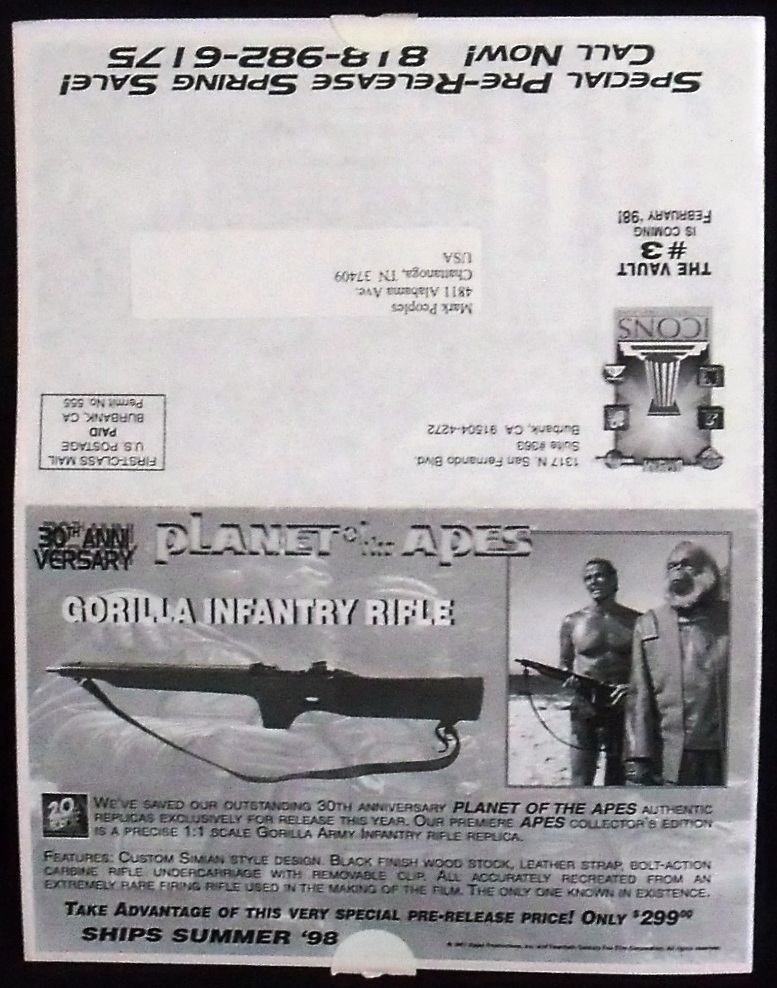 SPECIAL PRE-RELEASE SPRING SALE!
CALL NOW! 818-982-6175
1317 N. San Fernando Blvd.
Suite #363
Burbank, CA 91504-4272
FIRST-CLASS MAIL
U.S. POSTAGE
PAID
BURBANK, CA
Permit No. 555
ICONS
Mark Peoples
4811 Alabama Ave.
Chattanoga, TN 37409
USA
THE VAULT
#3
IS COMING
FEBRUARY '98!
30TH ANNI
VERSARY
PLANET OF THE APES
GORILLA INFANTRY RIFLE
20
WE'VE SAVED OUR OUTSTANDING 30TH ANNIVERSARY PLANET OF THE APES AUTHENTIC
REPLICAS EXCLUSIVELY FOR RELEASE THIS YEAR. OUR PREMIERE APES COLLECTOR'S EDITION
IS A PRECISE 1:1 SCALE GORILLA ARMY INFANTRY RIFLE REPLICA.
FEATURES: CUSTOM SIMIAN STYLE DESIGN. BLACK FINISH WOOD STOCK, LEATHER STRAP, BOLT-ACTION
CARBINE RIFLE UNDERCARRIAGE WITH REMOVABLE CLIP. ALL ACCURATELY RECREATED FROM AN
EXTREMELY RARE FIRING RIFLE USED IN THE MAKING OF THE FILM. THE ONLY ONE KNOWN IN EXISTENCE.
TAKE ADVANTAGE OF THIS VERY SPECIAL PRE-RELEASE PRICE! ONLY $299⁰⁰
SHIPS SUMMER '98